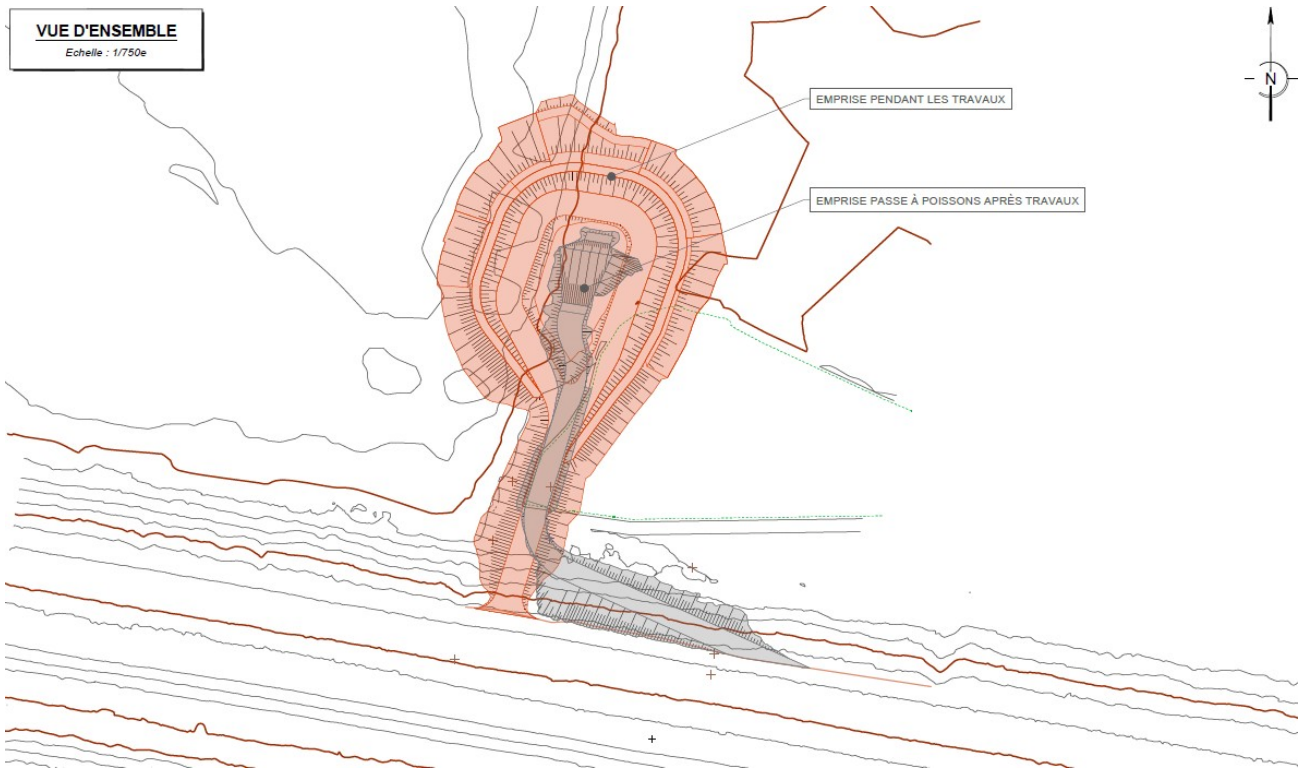 VUE D'ENSEMBLE
Echelle : 1/750e
N
EMPRISE PENDANT LES TRAVAUX
EMPRISE PASSE À POISSONS APRÈS TRAVAUX